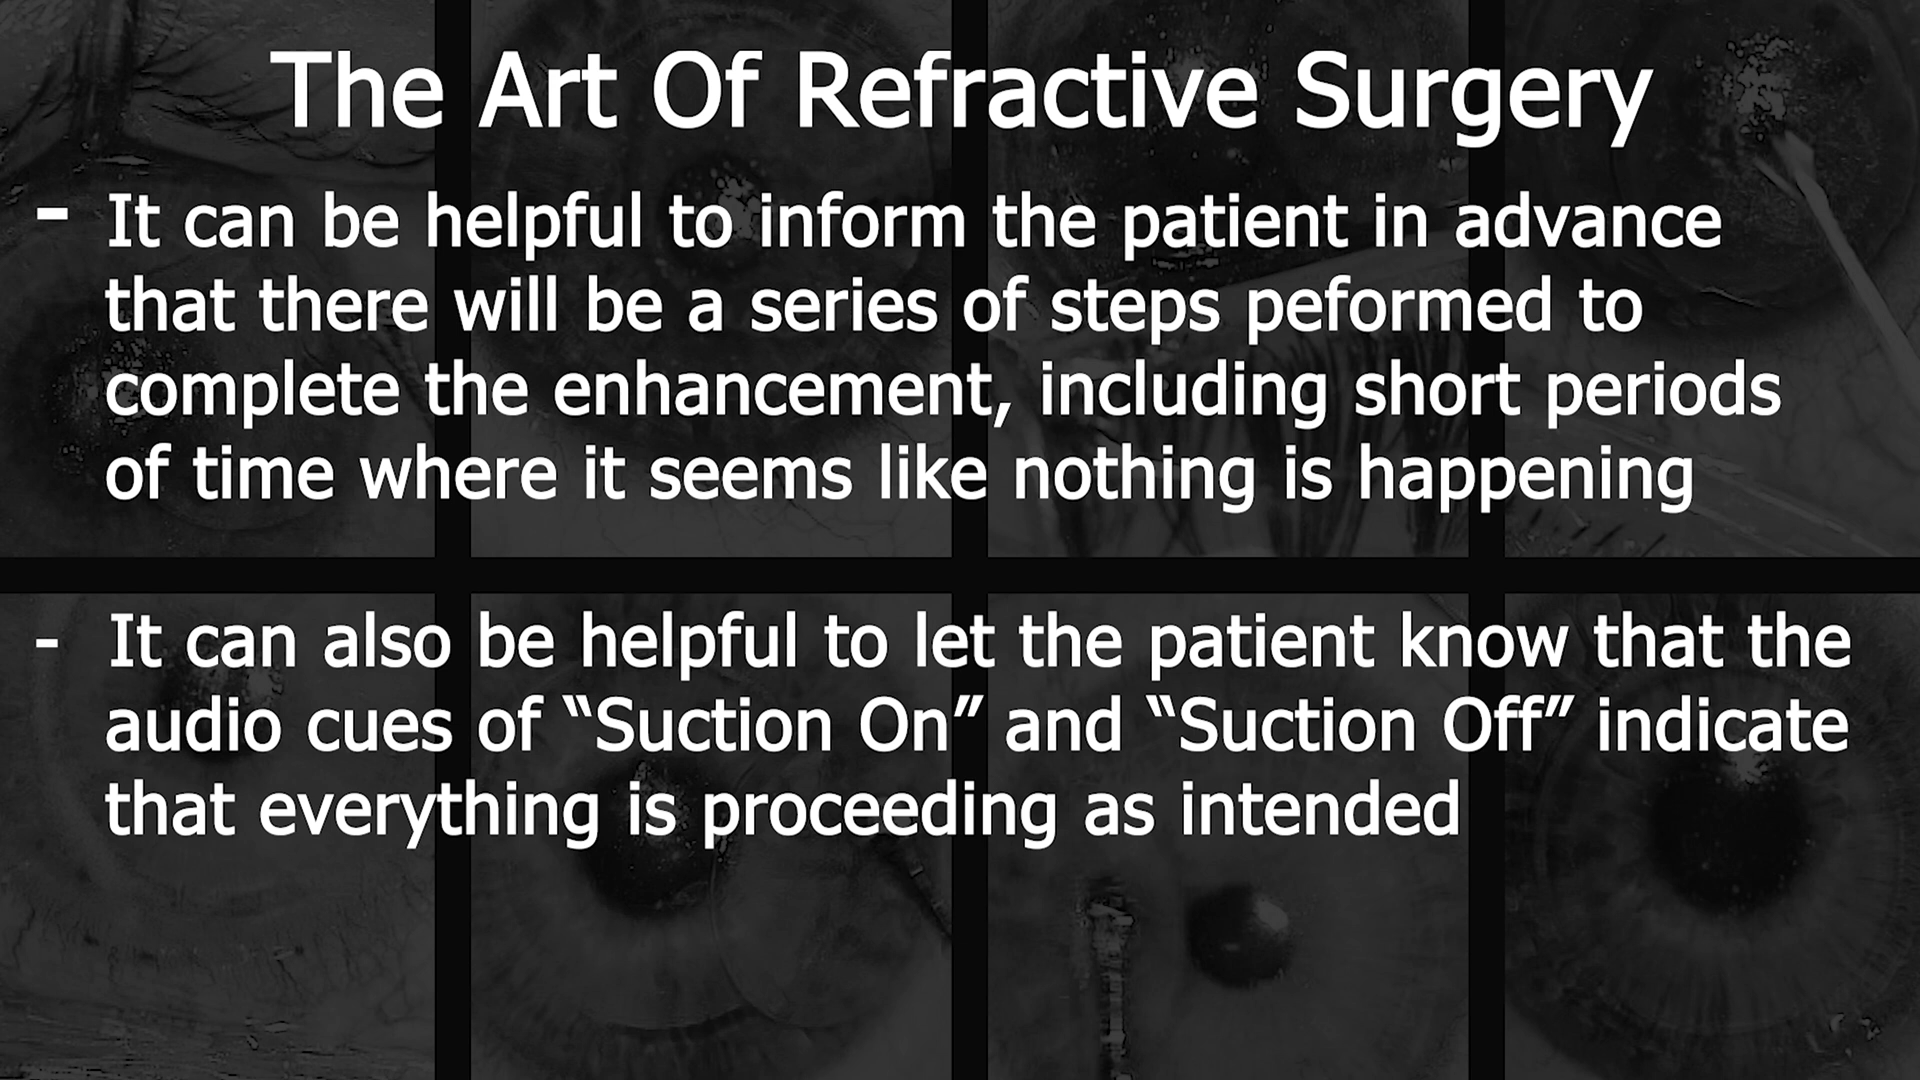 The Art Of Refractive Surgery
- It can be helpful to inform the patient in advance
that there will be a series of steps peformed to
complete the enhancement, including short periods
of time where it seems like nothing is happening
- It can also be helpful to let the patient know that the
audio cues of “Suction On” and “Suction Off” indicate
that everything is proceeding as intended